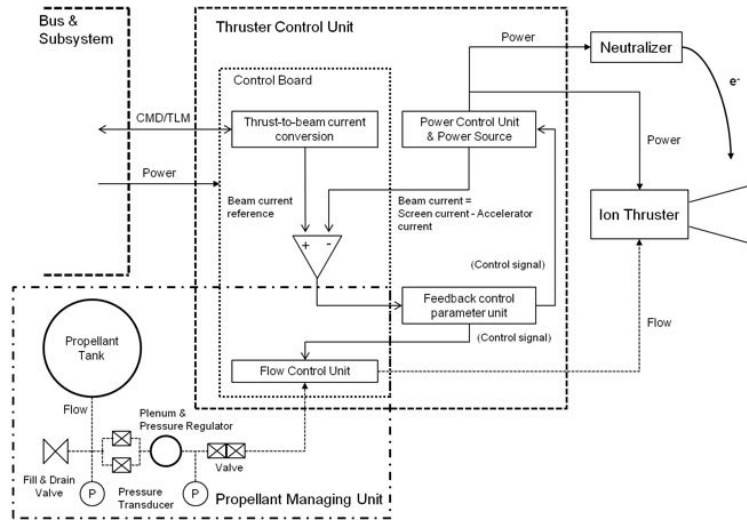 Bus &
Subsystem
Thruster Control Unit
Power
Neutralizer
e-
Control Board
CMD/TLM
Thrust-to-beam current
conversion
Power Control Unit
& Power Source
Power
Power
Beam current
reference
Beam current =
Screen current - Accelerator
current
Ion Thruster
+ -
(Control signal)
Feedback control
parameter unit
Propellant
Tank
(Control signal)
Flow
Flow Control Unit
Flow
Plenum &
Pressure Regulator
Valve
Fill & Drain
Valve
P
Pressure
Transducer
P
Propellant Managing Unit